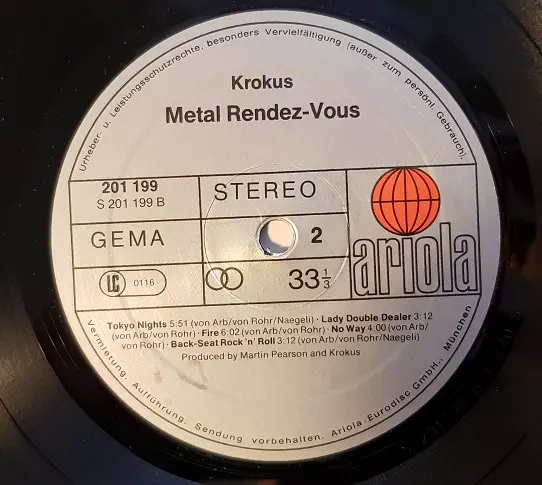 Urheber- u. Leistungsschutzrechte, besonders Vervielfältigung (außer zum persönl. Gebrauch),
Krokus
Metal Rendez-Vous
201 199
S 201 199 B
STEREO
GEMA
2
ariola
LC 0116
33 1/3
Tokyo Nights 5:51 (von Arb/von Rohr/Naegeli) · Lady Double Dealer 3:12
(von Arb/von Rohr) · Fire 6:02 (von Arb/von Rohr) · No Way 4:00 (von Arb/
von Rohr) · Back-Seat Rock 'n' Roll 3:12 (von Arb/von Rohr/Naegeli)
Produced by Martin Pearson and Krokus
Vermietung, Aufführung, Sendung vorbehalten. Ariola-Eurodisc GmbH., München